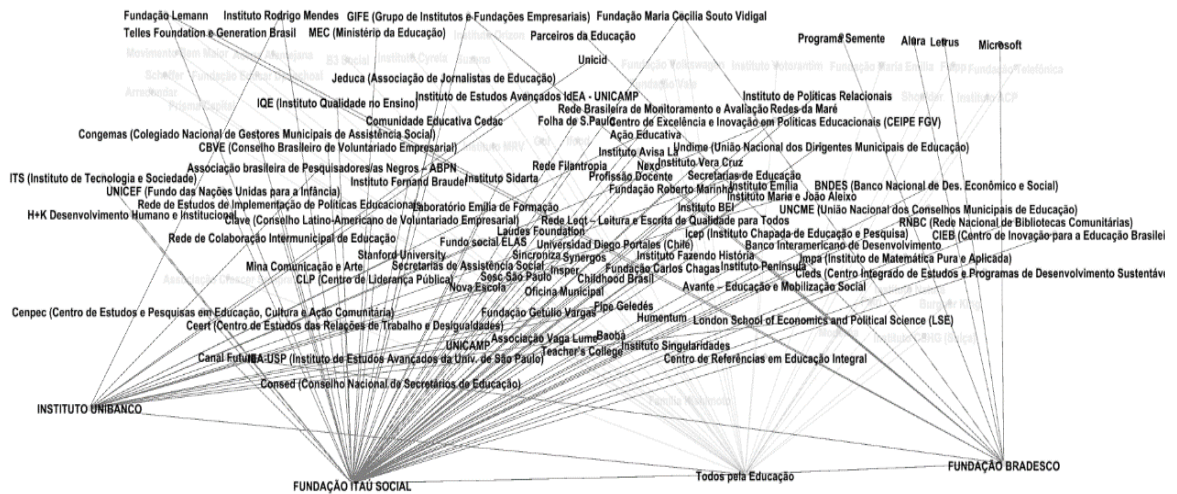 Fundação Lemann
Instituto Rodrigo Mendes
GIFE (Grupo de Institutos e Fundações Empresariais)
Fundação Maria Cecilia Souto Vidigal
Telles Foundation e Generation Brasil
MEC (Ministério da Educação)
Parceiros da Educação
Programa Semente
Alura
Letrus
Microsoft
Unicid
Jeduca (Associação de Jornalistas de Educação)
IQE (Instituto Qualidade no Ensino)
Instituto de Estudos Avançados IdEA - UNICAMP
Instituto de Políticas Relacionais
Rede Brasileira de Monitoramento e Avaliação
Redes da Maré
Comunidade Educativa Cedac
Folha de S.Paulo
Centro de Excelência e Inovação em Políticas Educacionais (CEIPE FGV)
Congemas (Colegiado Nacional de Gestores Municipais de Assistência Social)
Ação Educativa
CBVE (Conselho Brasileiro de Voluntariado Empresarial)
Instituto Avisa Lá
Undime (União Nacional dos Dirigentes Municipais de Educação)
Associação brasileira de Pesquisadores/as Negros – ABPN
Rede Filantropia
Nexo
Instituto Vera Cruz
ITS (Instituto de Tecnologia e Sociedade)
Instituto Fernand Braudel
Instituto Sidarta
Profissão Docente
Secretarias de Educação
UNICEF (Fundo das Nações Unidas para a Infância)
Fundação Roberto Marinho
Instituto Emília
BNDES (Banco Nacional de Des. Econômico e Social)
Instituto Maria e João Aleixo
Rede de Estudos de Implementação de Políticas Educacionais
Laboratório Emília de Formação
Instituto BEI
UNCME (União Nacional dos Conselhos Municipais de Educação)
H+K Desenvolvimento Humano e Institucional
Clave (Conselho Latino-Americano de Voluntariado Empresarial)
Rede Leqt – Leitura e Escrita de Qualidade para Todos
RNBC (Rede Nacional de Bibliotecas Comunitárias)
Laudes Foundation
Icep (Instituto Chapada de Educação e Pesquisa)
CIEB (Centro de Inovação para a Educação Brasilei
Rede de Colaboração Intermunicipal de Educação
Fundo social ELAS
Universidad Diego Portales (Chile)
Banco Interamericano de Desenvolvimento
Stanford University
Sincroniza
Synergos
Instituto Fazendo História
Impa (Instituto de Matemática Pura e Aplicada)
Mina Comunicação e Arte
Secretarias de Assistência Social
Insper
Fundação Carlos Chagas
Instituto Península
Cieds (Centro Integrado de Estudos e Programas de Desenvolvimento Sustentáve
CLP (Centro de Liderança Pública)
Sesc São Paulo
Childhood Brasil
Nova Escola
Oficina Municipal
Avante – Educação e Mobilização Social
Cenpec (Centro de Estudos e Pesquisas em Educação, Cultura e Ação Comunitária)
Fundação Getúlio Vargas
Fipe
Geledés
Humentum
London School of Economics and Political Science (LSE)
Ceert (Centro de Estudos das Relações de Trabalho e Desigualdades)
Associação Vaga Lume
Baobá
UNICAMP
Teacher's College
Instituto Singularidades
Canal Futura
IEA-USP (Instituto de Estudos Avançados da Univ. de São Paulo)
Centro de Referências em Educação Integral
Consed (Conselho Nacional de Secretários de Educação)
INSTITUTO UNIBANCO
FUNDAÇÃO BRADESCO
Todos pela Educação
FUNDAÇÃO ITAÚ SOCIAL